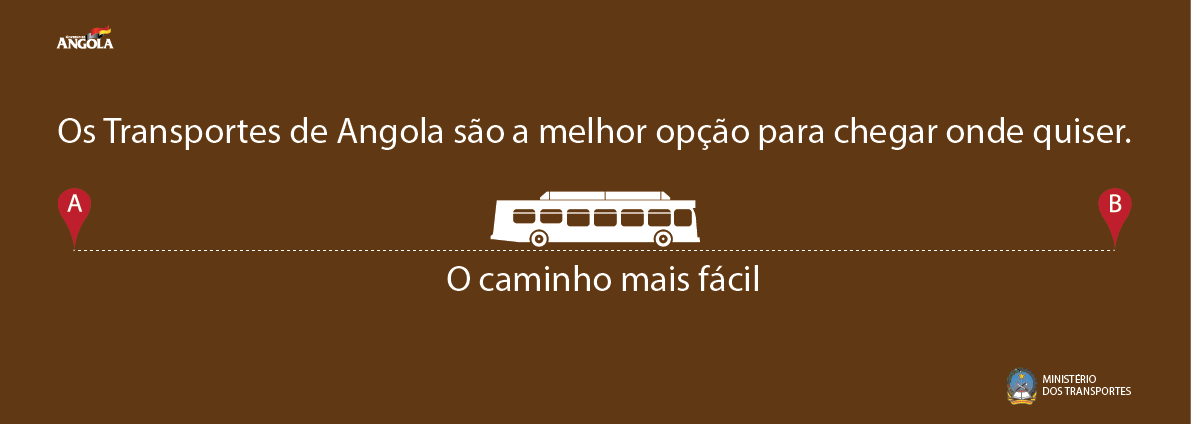 ANGOLA
Os Transportes de Angola são a melhor opção para chegar onde quiser.
A
B
O caminho mais fácil
MINISTÉRIO
DOS TRANSPORTES